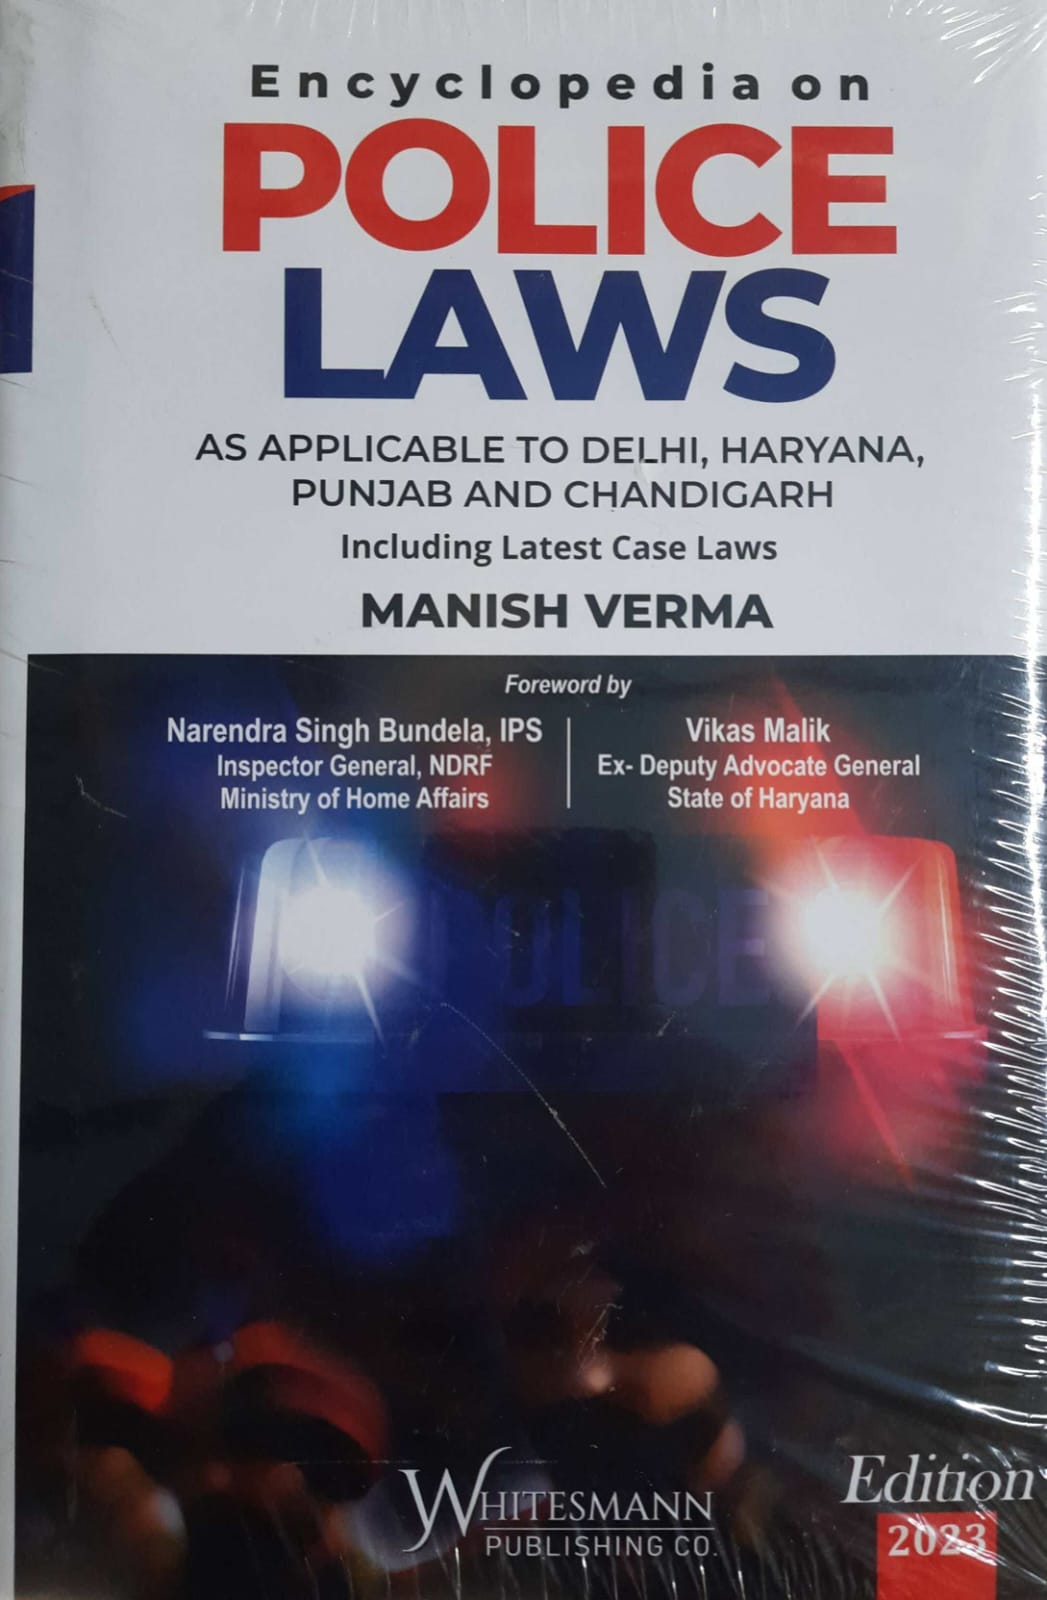 Encyclopedia on
POLICE
LAWS
AS APPLICABLE TO DELHI, HARYANA,
PUNJAB AND CHANDIGARH
Including Latest Case Laws
MANISH VERMA
Foreword by
Narendra Singh Bundela, IPS
Inspector General, NDRF
Ministry of Home Affairs
Vikas Malik
Ex- Deputy Advocate General
State of Haryana
POLICE
WHITESMANN
PUBLISHING CO.
Edition
2023